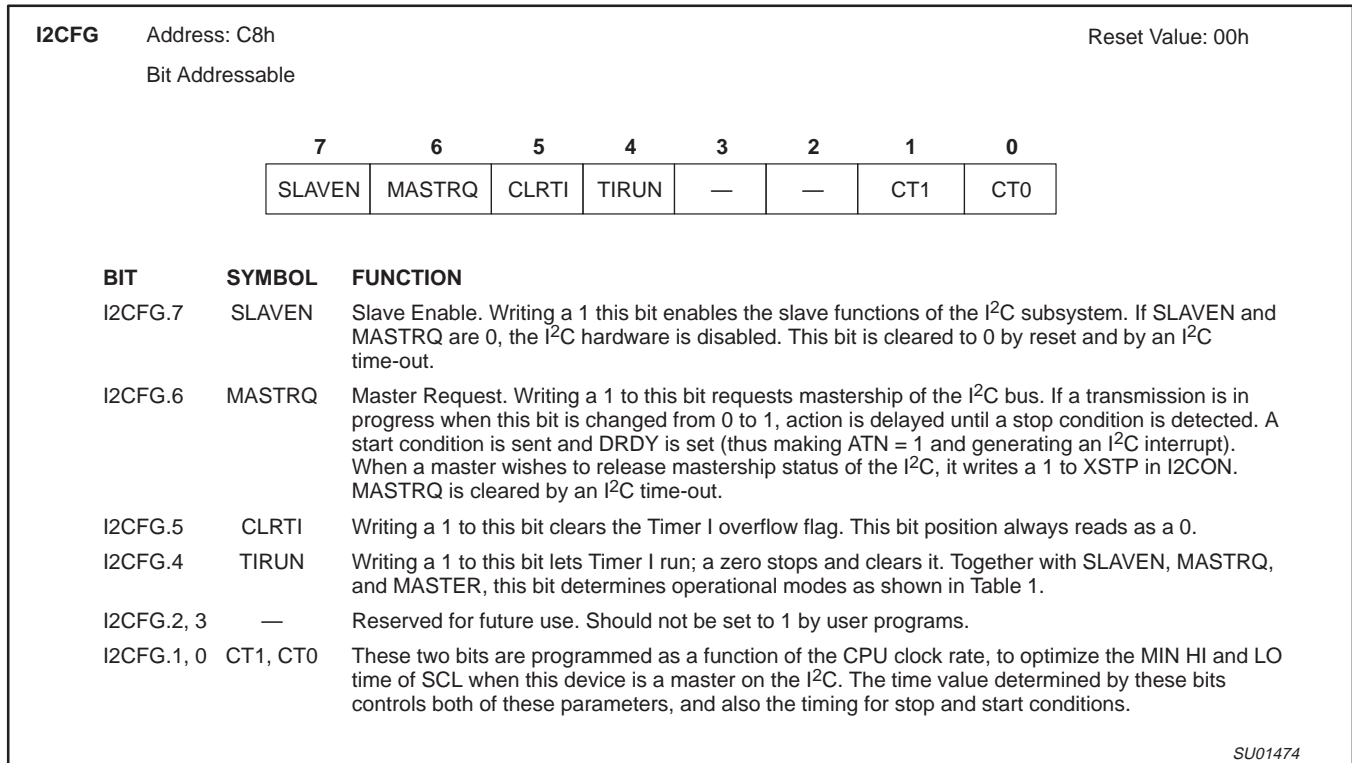 I2CFG Address: C8h Reset Value: 00h
Bit Addressable
7 6 5 4 3 2 1 0
SLAVEN MASTRQ CLRTI TIRUN — — CT1 CT0
BIT SYMBOL FUNCTION
I2CFG.7 SLAVEN Slave Enable. Writing a 1 this bit enables the slave functions of the I2C subsystem. If SLAVEN and
MASTRQ are 0, the I2C hardware is disabled. This bit is cleared to 0 by reset and by an I2C
time-out.
I2CFG.6 MASTRQ Master Request. Writing a 1 to this bit requests mastership of the I2C bus. If a transmission is in
progress when this bit is changed from 0 to 1, action is delayed until a stop condition is detected. A
start condition is sent and DRDY is set (thus making ATN = 1 and generating an I2C interrupt).
When a master wishes to release mastership status of the I2C, it writes a 1 to XSTP in I2CON.
MASTRQ is cleared by an I2C time-out.
I2CFG.5 CLRTI Writing a 1 to this bit clears the Timer I overflow flag. This bit position always reads as a 0.
I2CFG.4 TIRUN Writing a 1 to this bit lets Timer I run; a zero stops and clears it. Together with SLAVEN, MASTRQ,
and MASTER, this bit determines operational modes as shown in Table 1.
I2CFG.2, 3 — Reserved for future use. Should not be set to 1 by user programs.
I2CFG.1, 0 CT1, CT0 These two bits are programmed as a function of the CPU clock rate, to optimize the MIN HI and LO
time of SCL when this device is a master on the I2C. The time value determined by these bits
controls both of these parameters, and also the timing for stop and start conditions.
SU01474